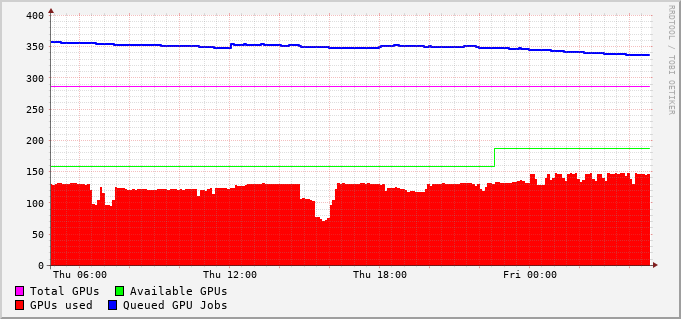 400
350
300
250
200
150
100
50
0
Thu 06:00 Thu 12:00 Thu 18:00 Fri 00:00
Total GPUs Available GPUs
GPUs used Queued GPU Jobs
RRDTOOL / TOBI OETIKER